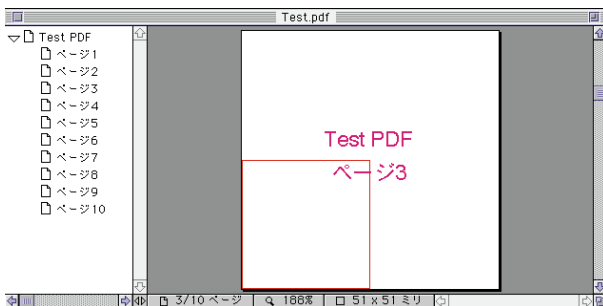 Test.pdf
Test PDF
ページ1
ページ2
ページ3
ページ4
ページ5
ページ6
ページ7
ページ8
ページ9
ページ10
Test PDF
ページ3
3/10 ページ
188%
51 x 51 ミリ